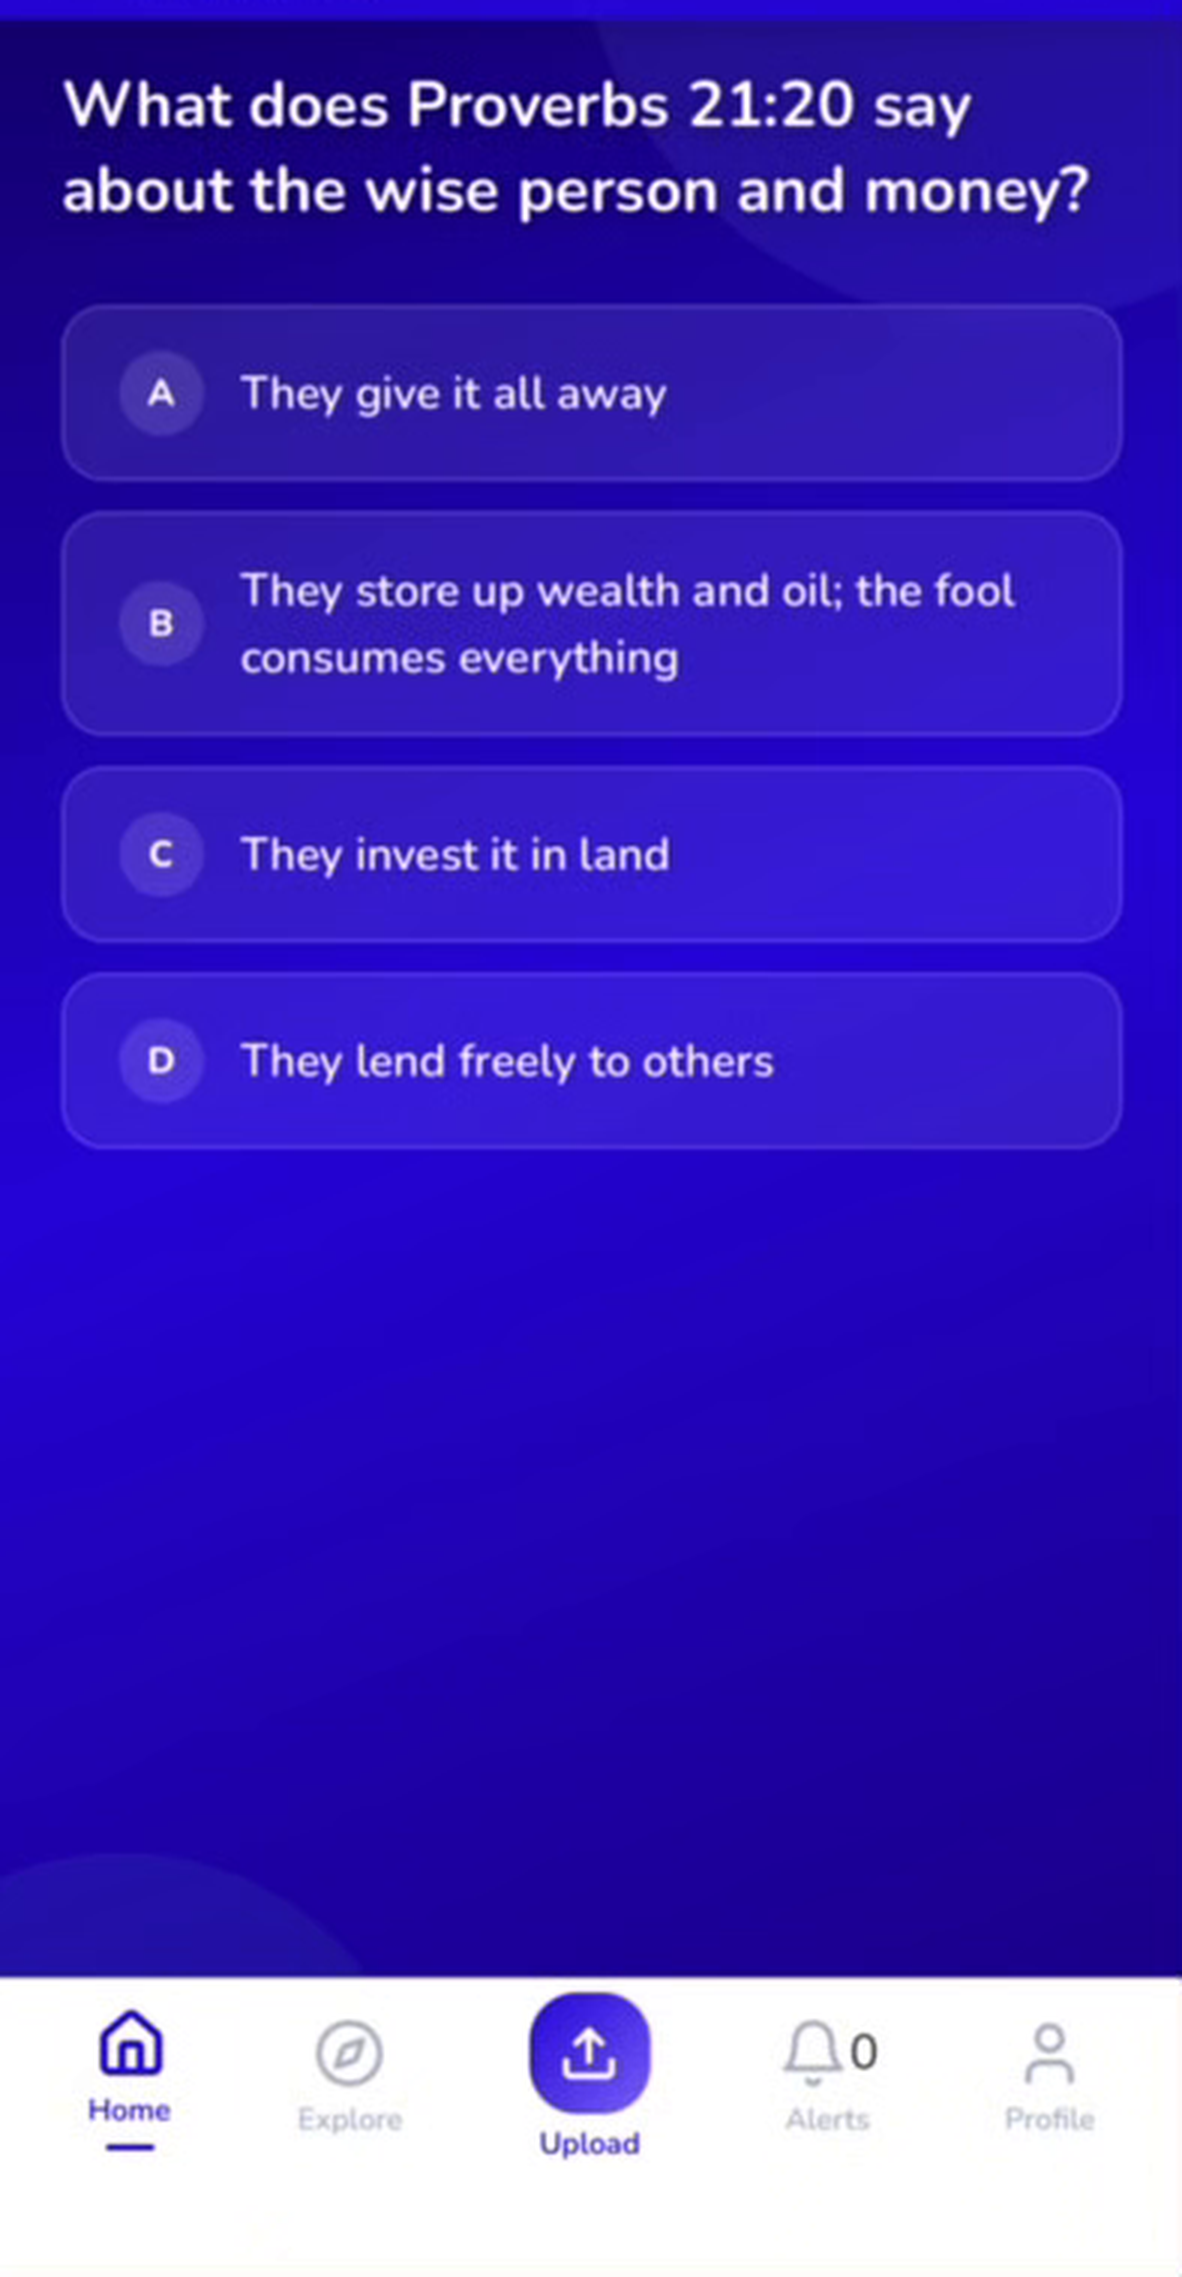 What does Proverbs 21:20 say
about the wise person and money?
A
They give it all away
B
They store up wealth and oil; the fool
consumes everything
C
They invest it in land
D
They lend freely to others
Home
Explore
Upload
0
Alerts
Profile